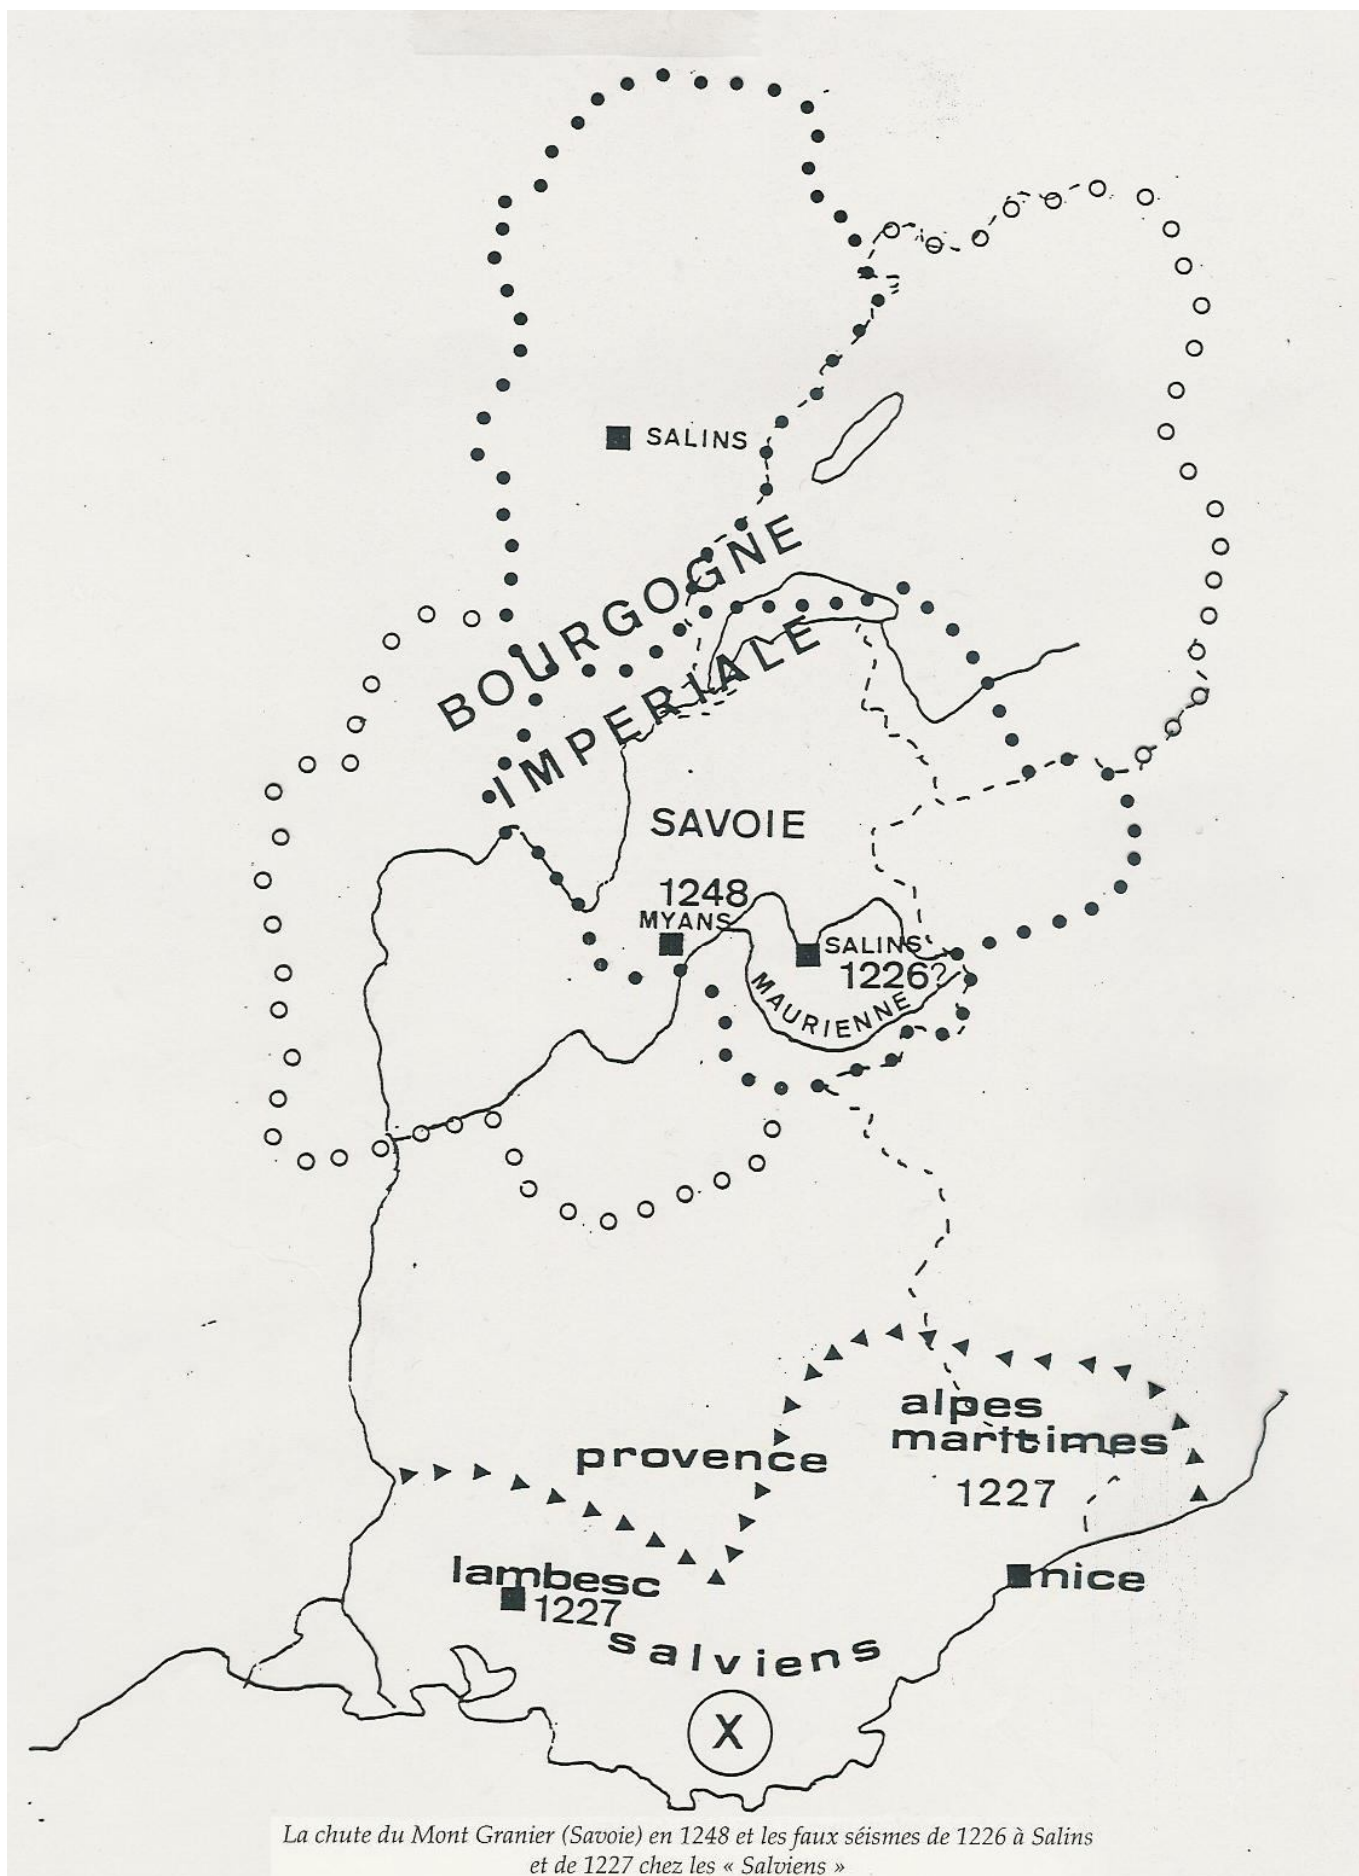 SALINS
BOURGOGNE
IMPERIALE
SAVOIE
1248
MYANS
SALINS
1226?
MAURIENNE
alpes
maritimes
1227
provence
lambesc
1227
nice
salviens
X
La chute du Mont Granier (Savoie) en 1248 et les faux séismes de 1226 à Salins
et de 1227 chez les « Salviens »